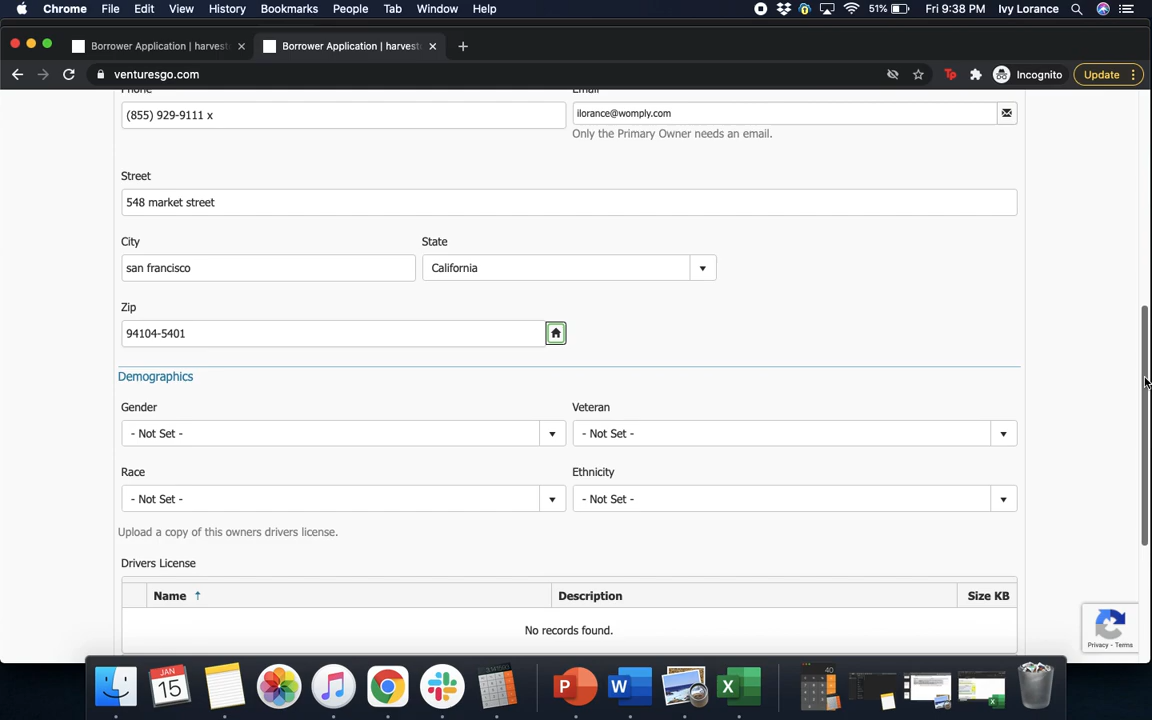 Chrome File Edit View History Bookmarks People Tab Window Help 51% Fri 9:38 PM Ivy Lorance
Borrower Application | harvest Borrower Application | harvest
venturesgo.com Incognito Update
Phone Email
(855) 929-9111 x ilorance@womply.com
Only the Primary Owner needs an email.
Street
548 market street
City State
san francisco California
Zip
94104-5401
Demographics
Gender Veteran
- Not Set - - Not Set -
Race Ethnicity
- Not Set - - Not Set -
Upload a copy of this owners drivers license.
Drivers License
Name ↑ Description Size KB
No records found.
Privacy - Terms
JAN
15
P W X
40